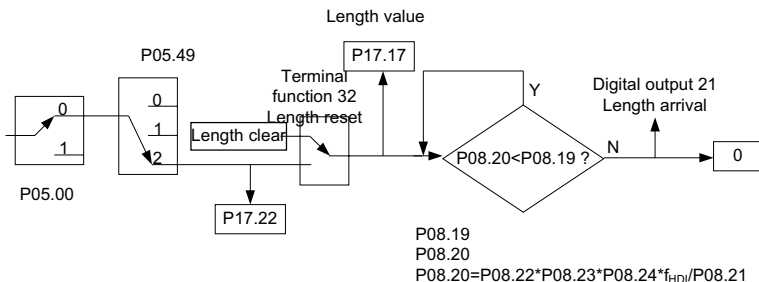 Length value
P05.49
P17.17
Terminal
function 32
Length reset
Digital output 21
Length arrival
Y
0
0
1
Length clear
1
2
P08.20<P08.19 ?
N
0
P05.00
P17.22
P08.19
P08.20
P08.20=P08.22*P08.23*P08.24*fHDI/P08.21